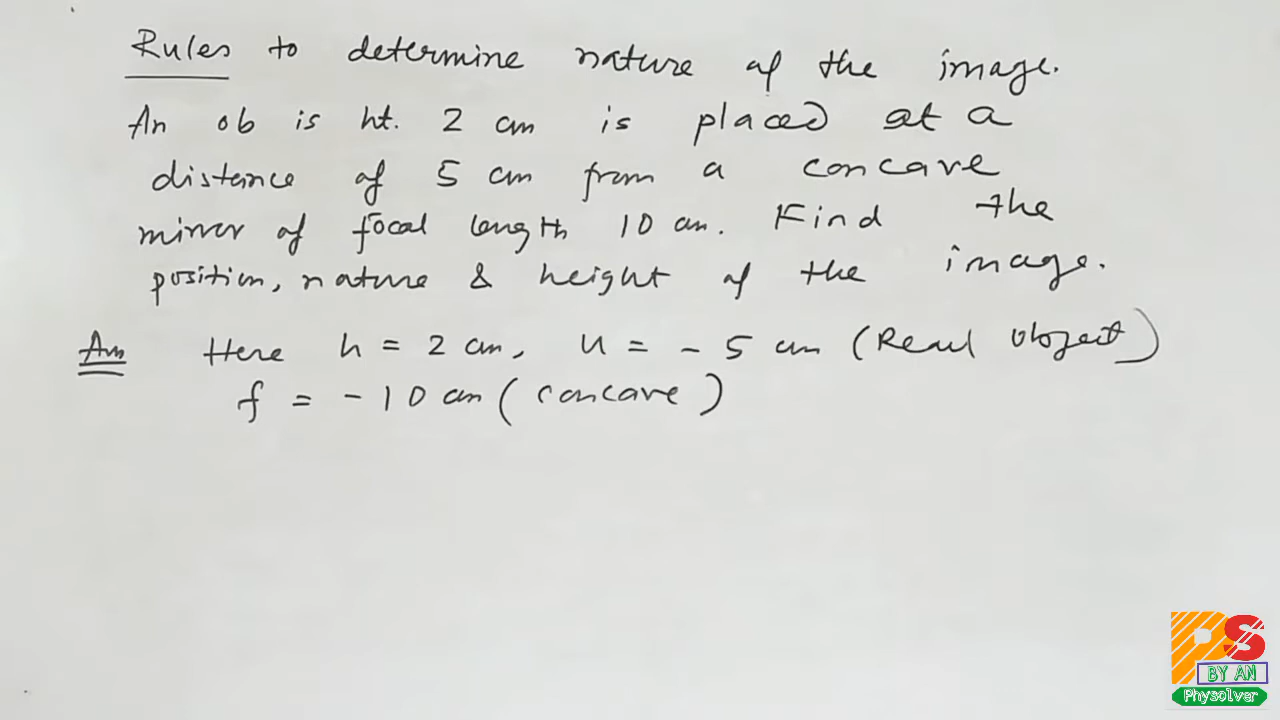 Rules to determine nature of the image.
An ob is ht. 2 cm is placed at a
distance of 5 cm from a concave
mirror of focal length 10 cm. Find the
position, nature & height of the image.
Ans Here h = 2 cm, u = - 5 cm (Real object)
f = - 10 cm (concave)
PS
BY AN
Physolver